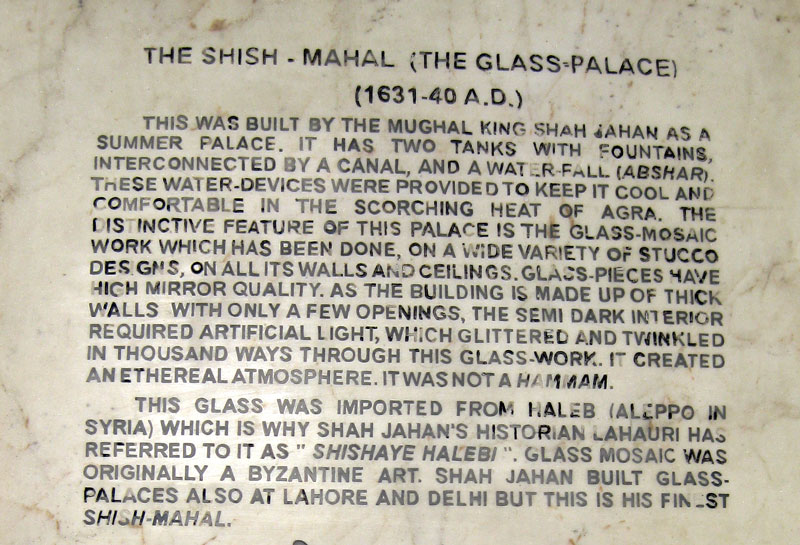 THE SHISH - MAHAL (THE GLASS-PALACE)
(1631-40 A.D.)
THIS WAS BUILT BY THE MUGHAL KING SHAH JAHAN AS A
SUMMER PALACE. IT HAS TWO TANKS WITH FOUNTAINS,
INTERCONNECTED BY A CANAL, AND A WATER-FALL (ABSHAR).
THESE WATER-DEVICES WERE PROVIDED TO KEEP IT COOL AND
COMFORTABLE IN THE SCORCHING HEAT OF AGRA. THE
DISTINCTIVE FEATURE OF THIS PALACE IS THE GLASS-MOSAIC
WORK WHICH HAS BEEN DONE, ON A WIDE VARIETY OF STUCCO
DESIGNS, ON ALL ITS WALLS AND CEILINGS. GLASS-PIECES HAVE
HIGH MIRROR QUALITY. AS THE BUILDING IS MADE UP OF THICK
WALLS WITH ONLY A FEW OPENINGS, THE SEMI DARK INTERIOR
REQUIRED ARTIFICIAL LIGHT, WHICH GLITTERED AND TWINKLED
IN THOUSAND WAYS THROUGH THIS GLASS-WORK. IT CREATED
AN ETHEREAL ATMOSPHERE. IT WAS NOT A HAMMAM.
THIS GLASS WAS IMPORTED FROM HALEB (ALEPPO IN
SYRIA) WHICH IS WHY SHAH JAHAN'S HISTORIAN LAHAURI HAS
REFERRED TO IT AS " SHISHAYE HALEBI ". GLASS MOSAIC WAS
ORIGINALLY A BYZANTINE ART. SHAH JAHAN BUILT GLASS-
PALACES ALSO AT LAHORE AND DELHI BUT THIS IS HIS FINEST
SHISH-MAHAL.